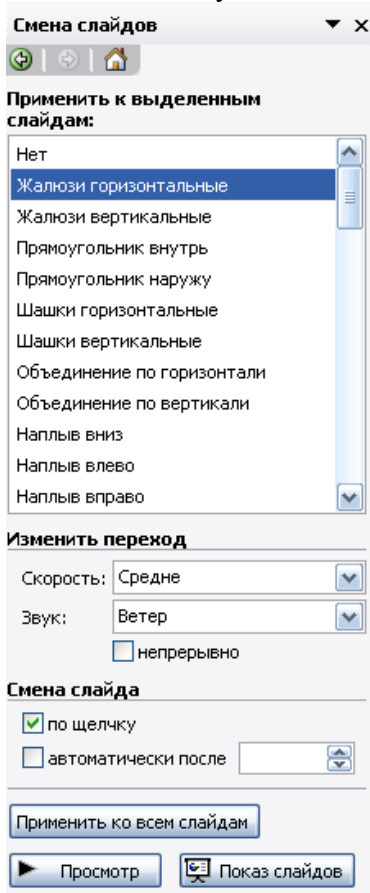 Смена слайдов
Применить к выделенным
слайдам:
Нет
Жалюзи горизонтальные
Жалюзи вертикальные
Прямоугольник внутрь
Прямоугольник наружу
Шашки горизонтальные
Шашки вертикальные
Объединение по горизонтали
Объединение по вертикали
Наплыв вниз
Наплыв влево
Наплыв вправо
Изменить переход
Скорость: Средне
Звук: Ветер
непрерывно
Смена слайда
по щелчку
автоматически после
Применить ко всем слайдам
Просмотр Показ слайдов